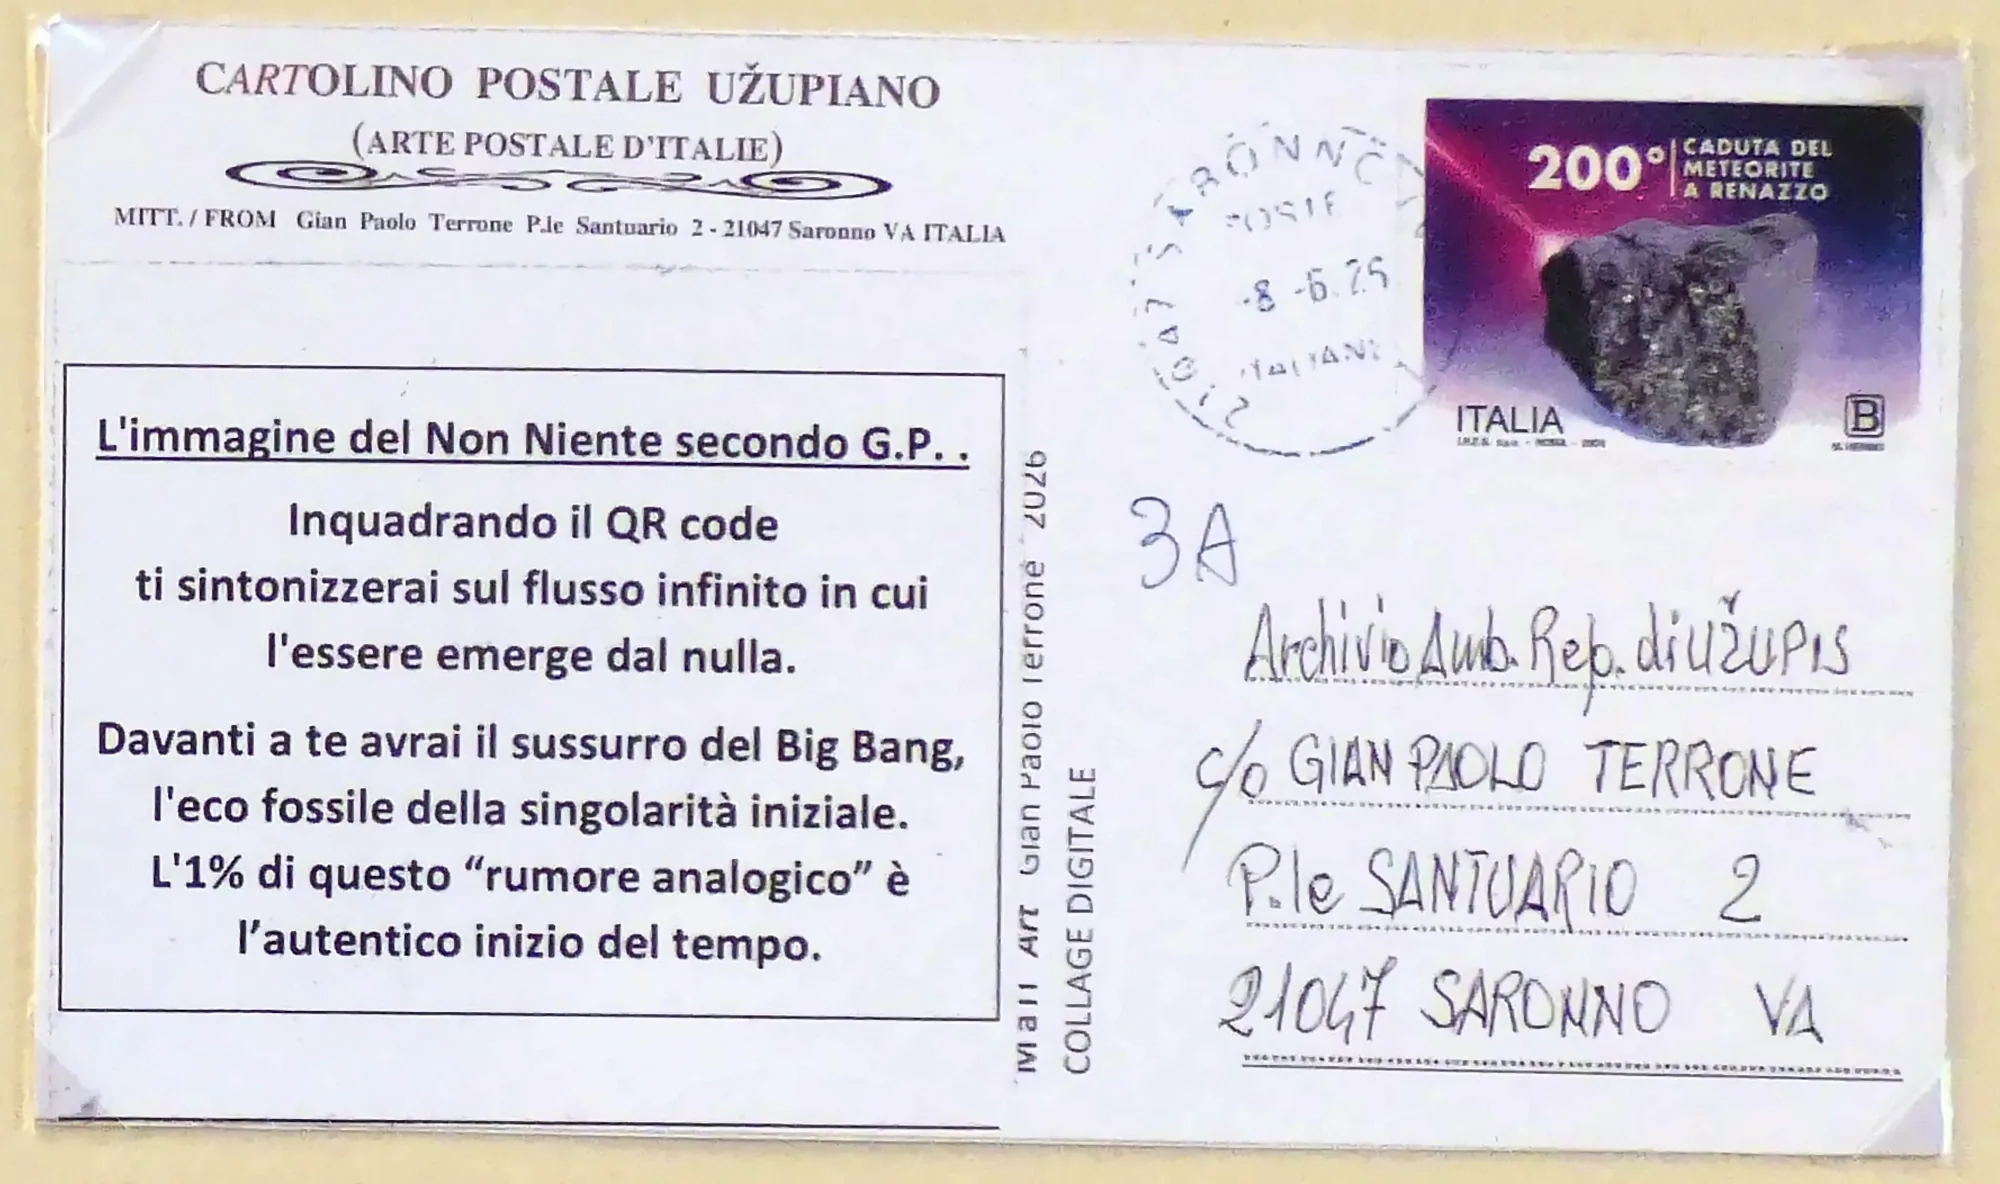 CARTOLINO POSTALE UŽUPIANO
(ARTE POSTALE D'ITALIE)
MITT. / FROM Gian Paolo Terrone P.le Santuario 2 - 21047 Saronno VA ITALIA
L'immagine del Non Niente secondo G.P. .
Inquadrando il QR code
ti sintonizzerai sul flusso infinito in cui
l'essere emerge dal nulla.
Davanti a te avrai il sussurro del Big Bang,
l'eco fossile della singolarità iniziale.
L'1% di questo “rumore analogico” è
l’autentico inizio del tempo.
Mail Art Gian Paolo Terrone 2026
COLLAGE DIGITALE
21047 SARONNO
POSTE
-8 -6.25
ITALIANE
200° CADUTA DEL
METEORITE
A RENAZZO
ITALIA
B
3A
Archivio Amb. Rep. di UŽUPIS
c/o GIAN PAOLO TERRONE
P.le SANTUARIO 2
21047 SARONNO VA